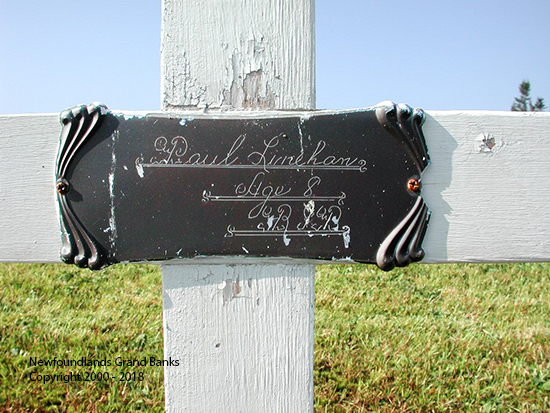 Paul Linehan
Age 8
R I P
Newfoundlands Grand Banks
Copyright 2000 - 2018